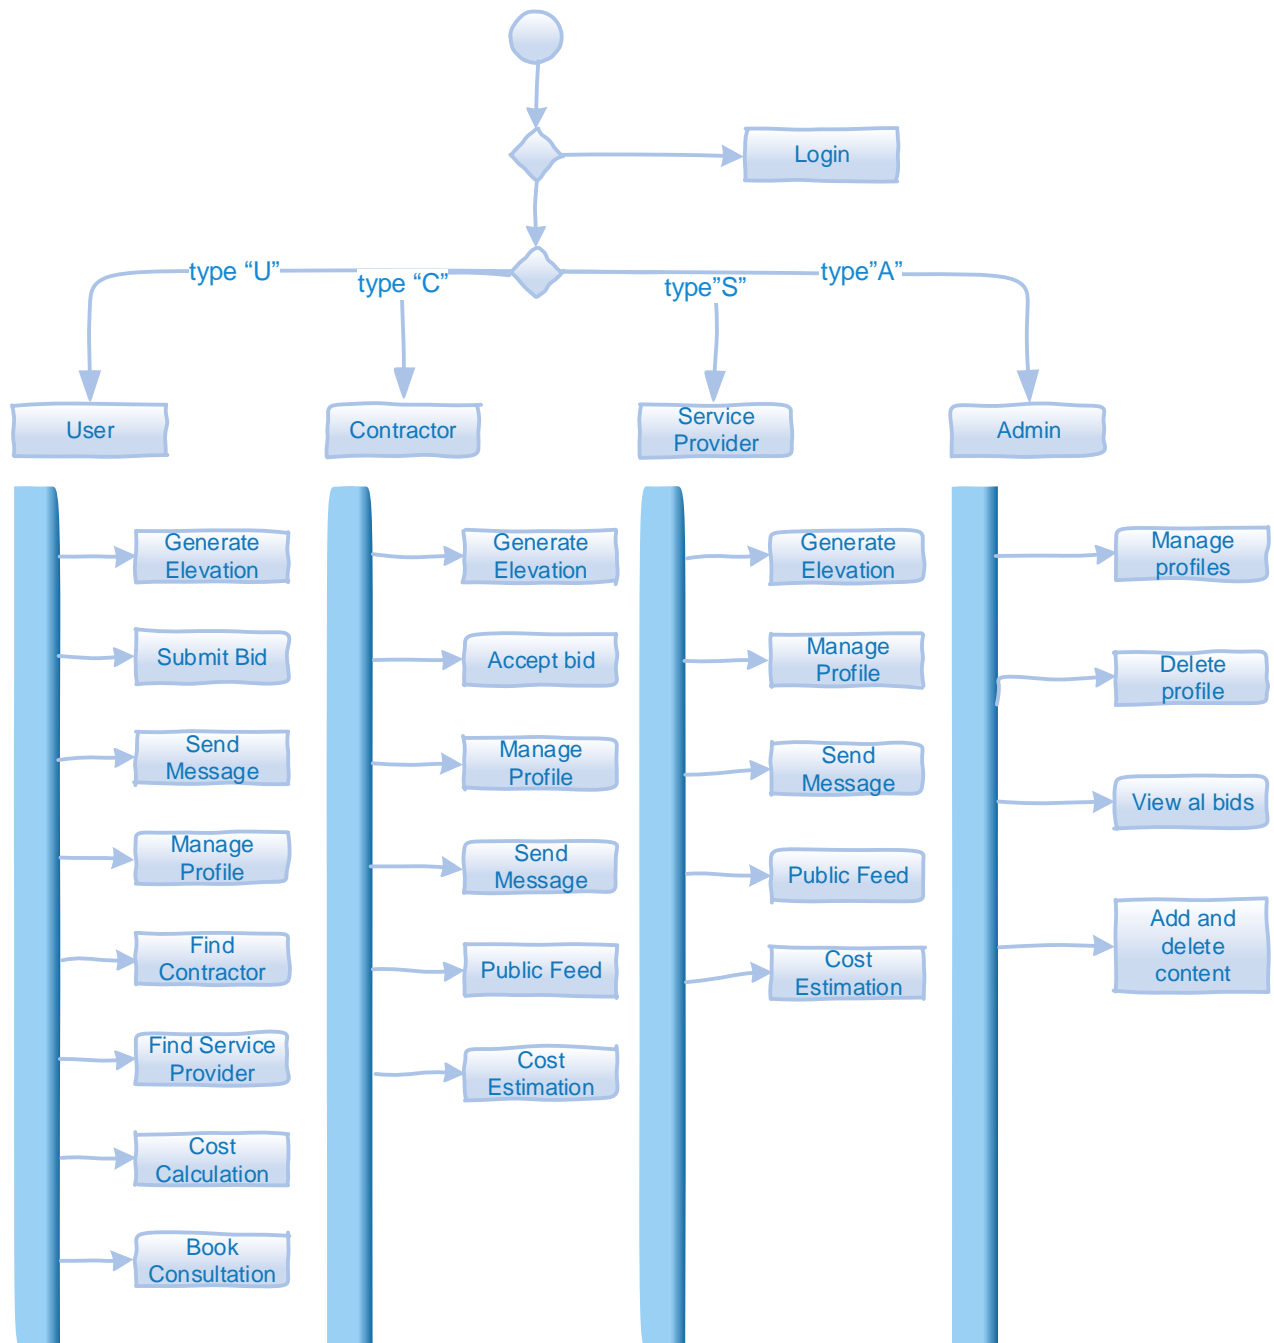 Login
type “U”
type “C”
type”S”
type”A”
User
Contractor
Service
Provider
Admin
Generate
Elevation
Submit Bid
Send
Message
Manage
Profile
Find
Contractor
Find Service
Provider
Cost
Calculation
Book
Consultation
Generate
Elevation
Accept bid
Manage
Profile
Send
Message
Public Feed
Cost
Estimation
Generate
Elevation
Manage
Profile
Send
Message
Public Feed
Cost
Estimation
Manage
profiles
Delete
profile
View al bids
Add and
delete
content